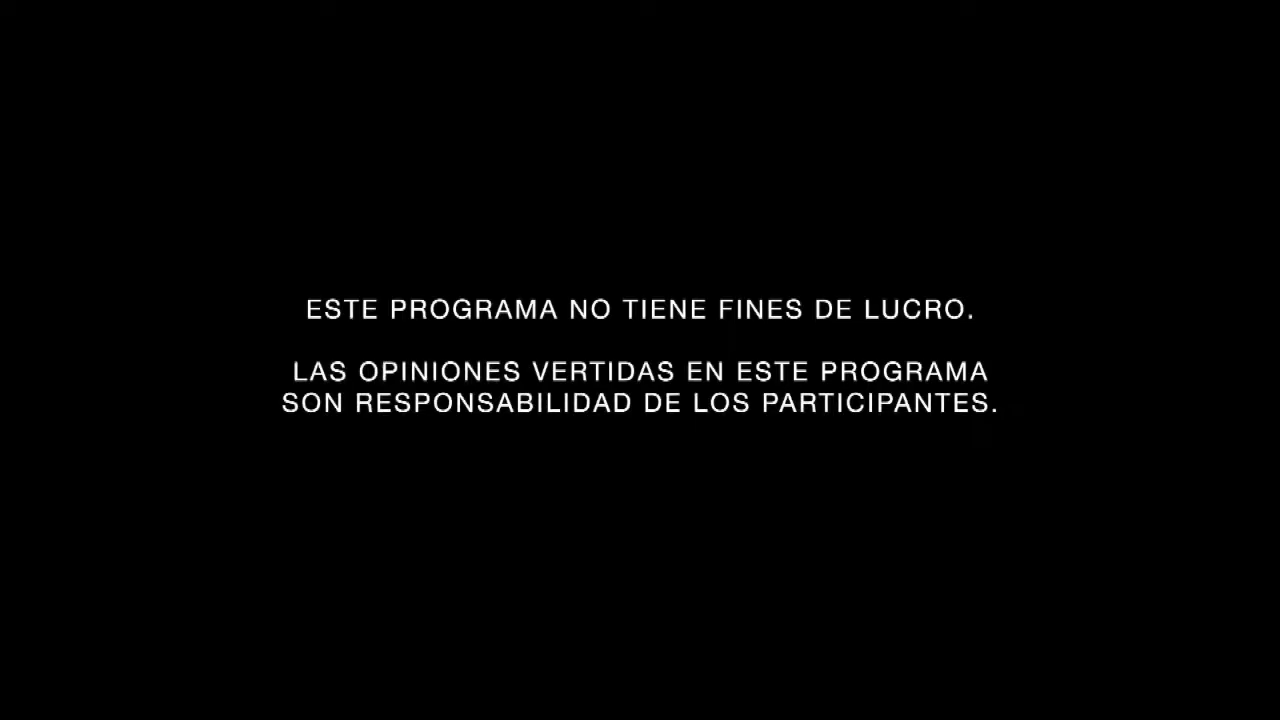 ESTE PROGRAMA NO TIENE FINES DE LUCRO.
LAS OPINIONES VERTIDAS EN ESTE PROGRAMA
SON RESPONSABILIDAD DE LOS PARTICIPANTES.